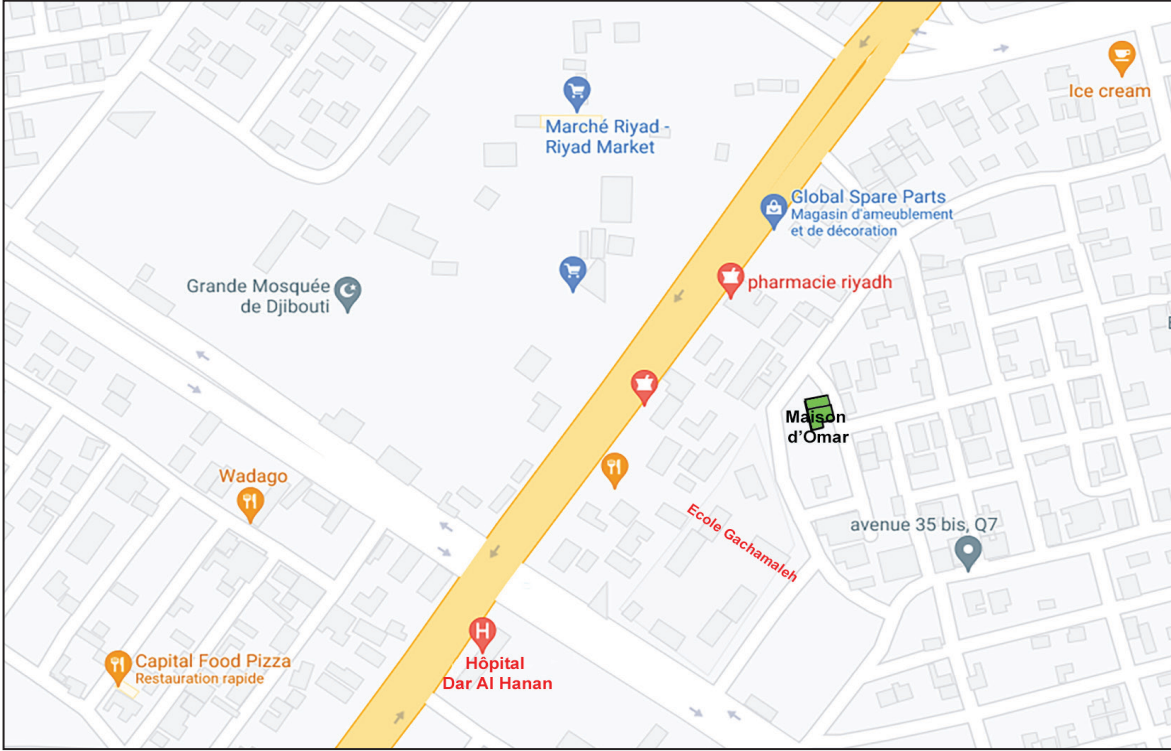 Ice cream
Marché Riyad -
Riyad Market
Global Spare Parts
Magasin d'ameublement
et de décoration
pharmacie riyadh
Grande Mosquée
de Djibouti
Maison
d'Omar
Wadago
Ecole Gachamaleh
avenue 35 bis, Q7
Capital Food Pizza
Restauration rapide
H
Hôpital
Dar Al Hanan